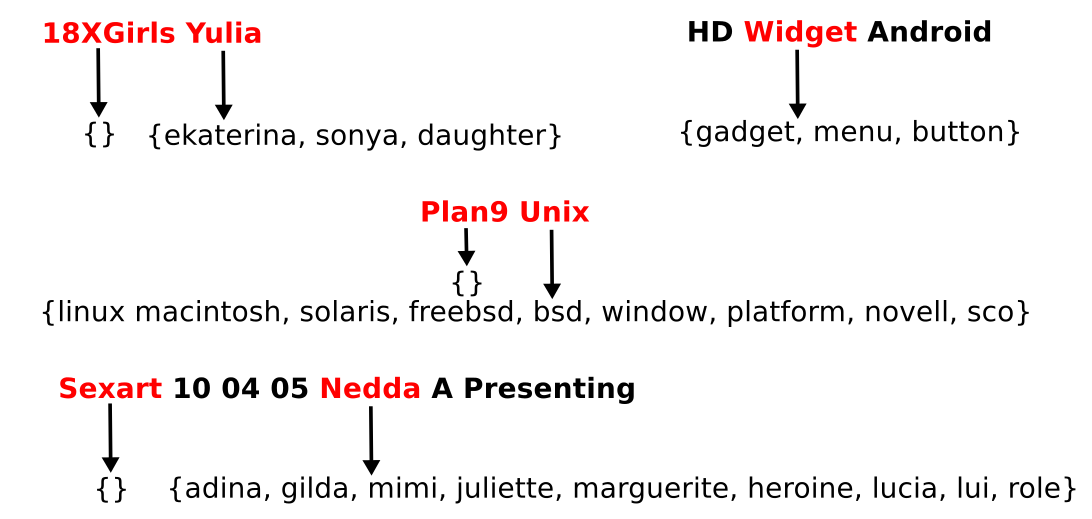 18XGirls Yulia
HD Widget Android
{} {ekaterina, sonya, daughter}
{gadget, menu, button}
Plan9 Unix
{}
{linux macintosh, solaris, freebsd, bsd, window, platform, novell, sco}
Sexart 10 04 05 Nedda A Presenting
{} {adina, gilda, mimi, juliette, marguerite, heroine, lucia, lui, role}